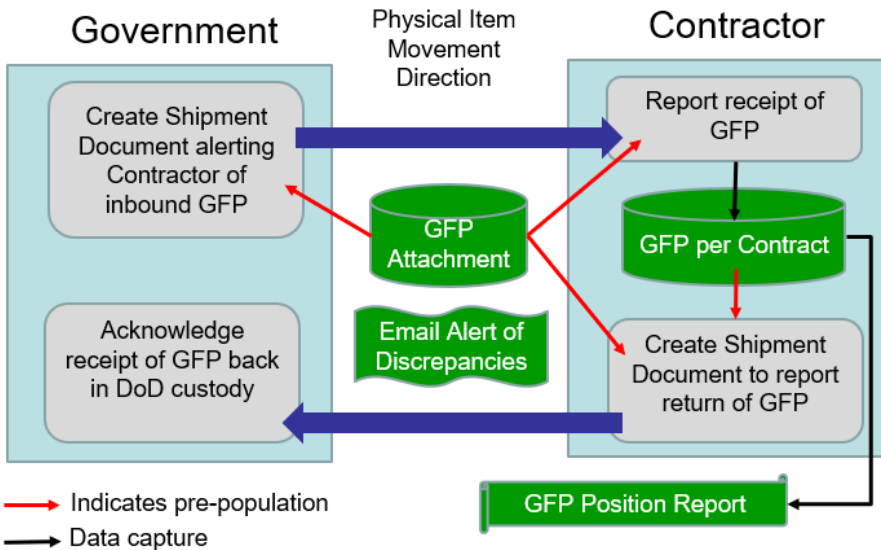 Government
Physical Item
Movement
Direction
Contractor
Create Shipment
Document alerting
Contractor of
inbound GFP
Report receipt of
GFP
GFP
Attachment
GFP per Contract
Email Alert of
Discrepancies
Acknowledge
receipt of GFP back
in DoD custody
Create Shipment
Document to report
return of GFP
Indicates pre-population
Data capture
GFP Position Report